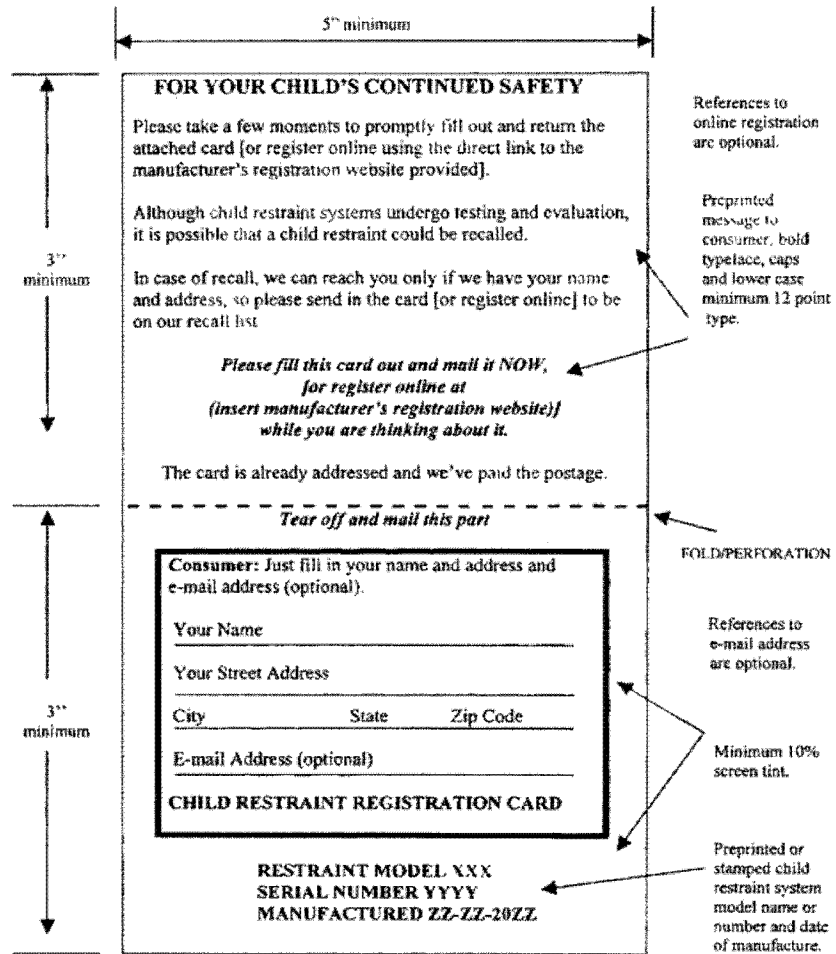 5" minimum
FOR YOUR CHILD'S CONTINUED SAFETY
Please take a few moments to promptly fill out and return the
attached card [or register online using the direct link to the
manufacturer's registration website provided].
Although child restraint systems undergo testing and evaluation,
it is possible that a child restraint could be recalled.
In case of recall, we can reach you only if we have your name
and address, so please send in the card [or register online] to be
on our recall list
Please fill this card out and mail it NOW,
[or register online at
(insert manufacturer's registration website)]
while you are thinking about it.
The card is already addressed and we've paid the postage.
3"
minimum
References to
online registration
are optional.
Preprinted
message to
consumer, bold
typeface, caps
and lower case
minimum 12 point
type.
Tear off and mail this part
FOLD/PERFORATION
Consumer: Just fill in your name and address and
e-mail address (optional).
Your Name
Your Street Address
City State Zip Code
E-mail Address (optional)
CHILD RESTRAINT REGISTRATION CARD
RESTRAINT MODEL XXX
SERIAL NUMBER YYYY
MANUFACTURED ZZ-ZZ-20ZZ
3"
minimum
References to
e-mail address
are optional.
Minimum 10%
screen tint.
Preprinted or
stamped child
restraint system
model name or
number and date
of manufacture.